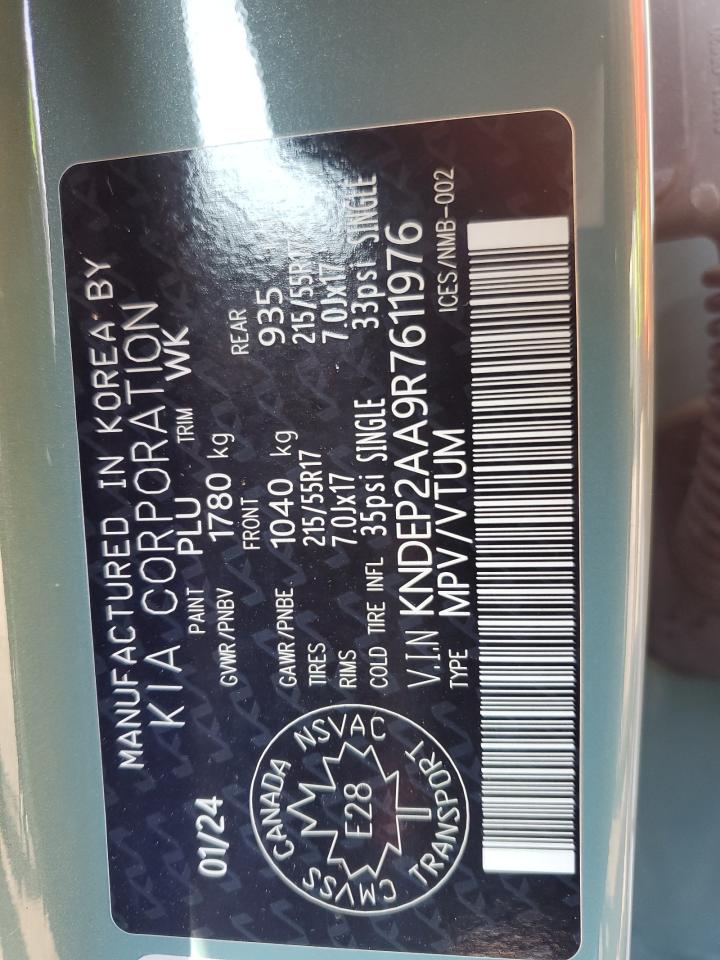 MANUFACTURED IN KOREA BY
KIA CORPORATION
01/24
PAINT PLU TRIM WK
GVWR/PNBV 1780 kg
FRONT REAR
GAWR/PNBE 1040 kg 935
TIRES 215/55R17 215/55R17
RIMS 7.0Jx17 7.0Jx17
COLD TIRE INFL 35psi SINGLE 33psi SINGLE
V.I.N KNDEP2AA9R7611976
TYPE MPV/VTUM ICES/NMB-002
CANADA
NSVAC
E28
CMVSS
TRANSPORT